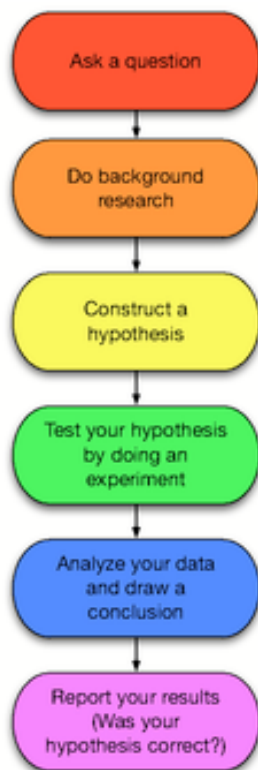 Ask a question
Do background
research
Construct a
hypothesis
Test your hypothesis
by doing an
experiment
Analyze your data
and draw a
conclusion
Report your results
(Was your
hypothesis correct?)